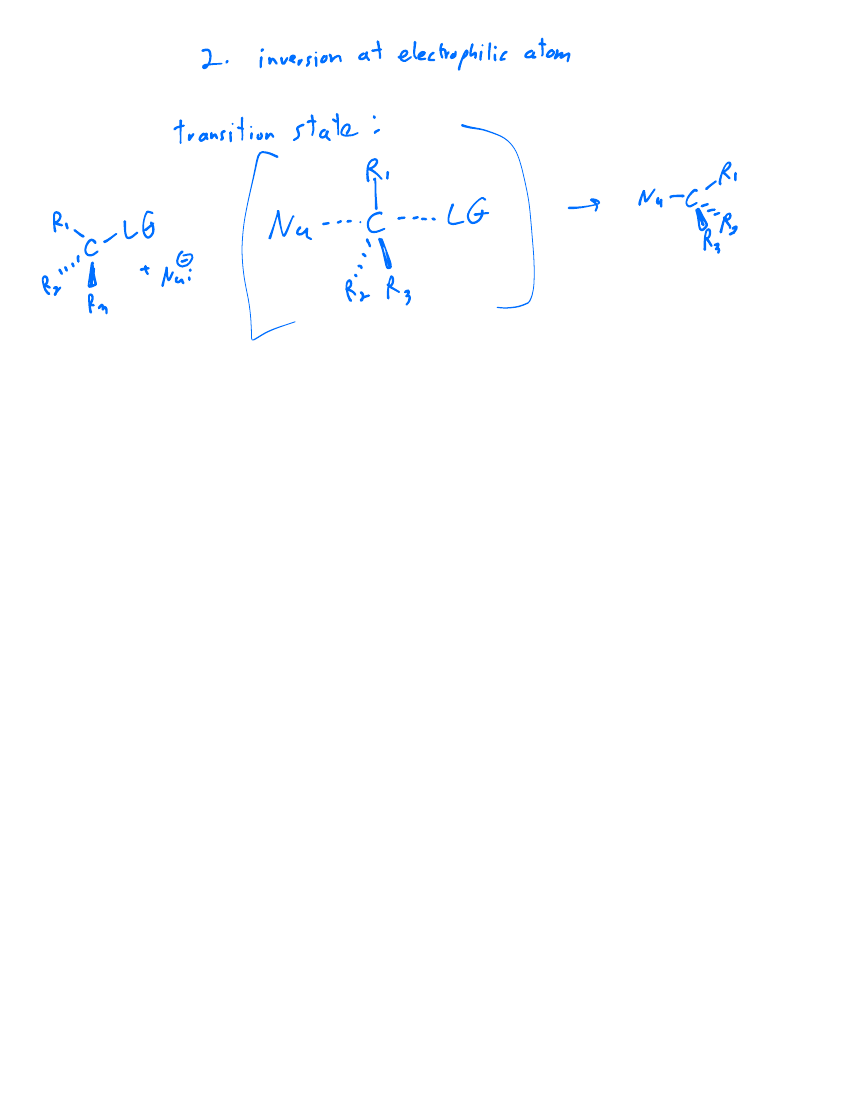 2. inversion at electrophilic atom
transition state:
R₁ C LG R₂ R₃ + Nu:⊖
Nu ---- C ---- LG R₁ R₂ R₃
→ Nu – C R₁ R₂ R₃